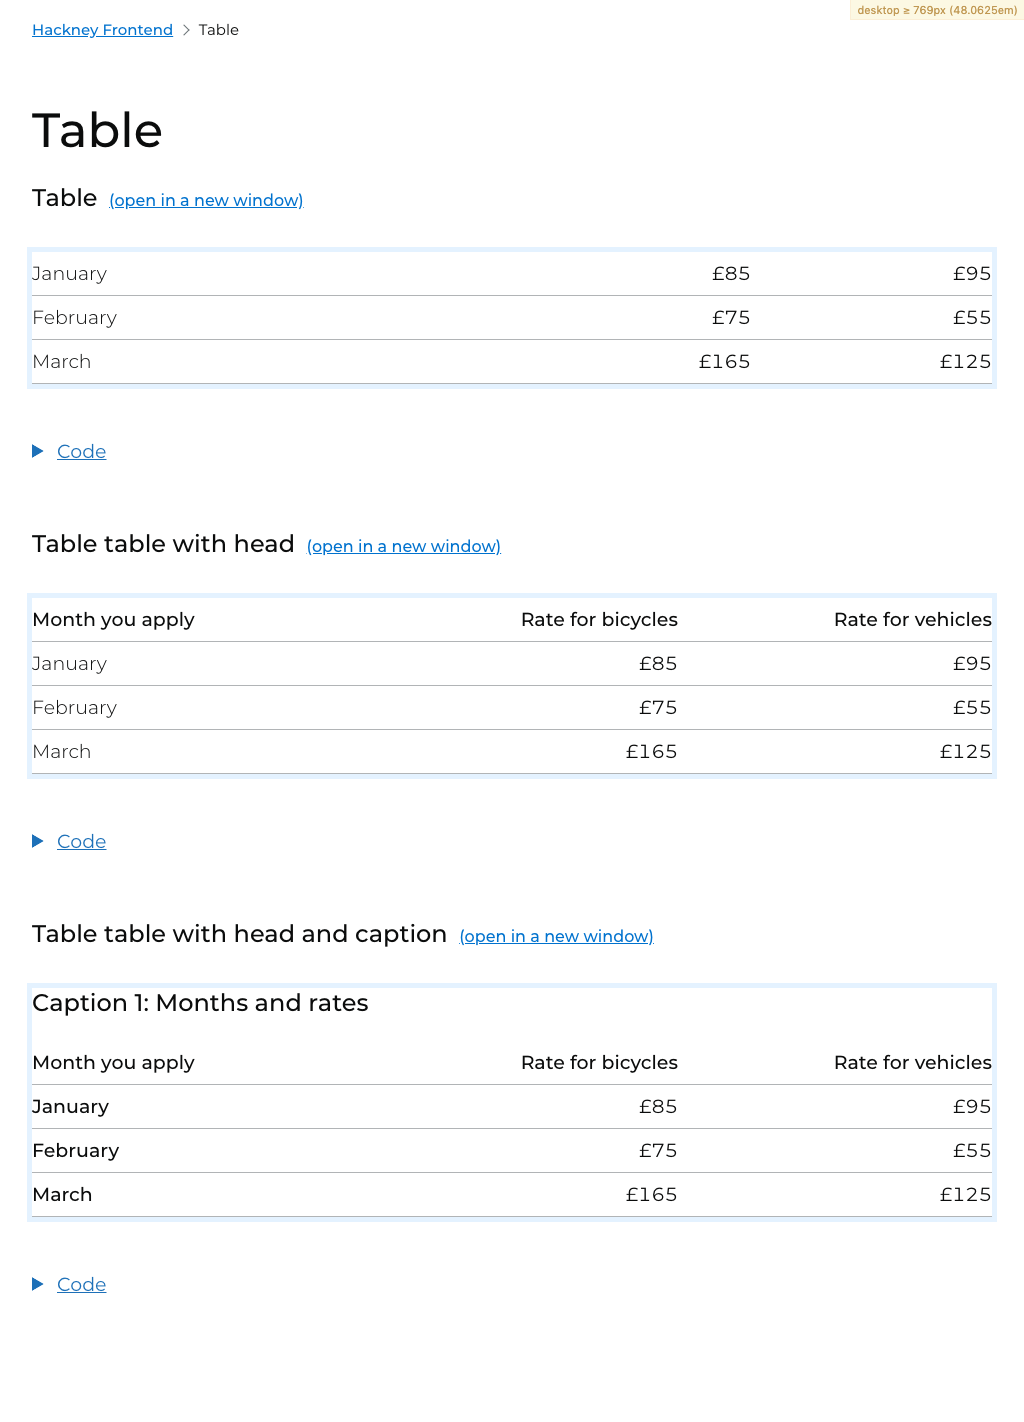 desktop ≥ 769px (48.0625em)
Hackney Frontend > Table
Table
Table (open in a new window)
January £85 £95
February £75 £55
March £165 £125
Code
Table table with head (open in a new window)
Month you apply Rate for bicycles Rate for vehicles
January £85 £95
February £75 £55
March £165 £125
Code
Table table with head and caption (open in a new window)
Caption 1: Months and rates
Month you apply Rate for bicycles Rate for vehicles
January £85 £95
February £75 £55
March £165 £125
Code